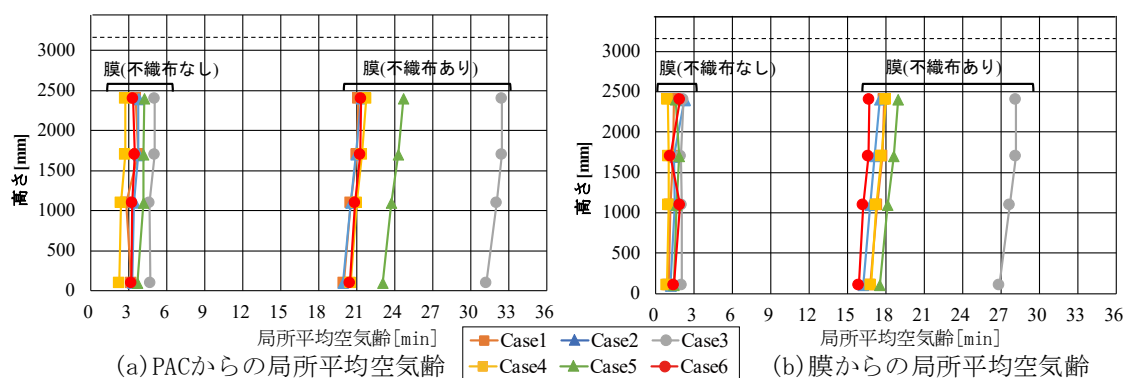 膜(不織布なし) 膜(不織布あり)
3000
2500
2000
1500
1000
500
0
高さ[mm]
0 3 6 9 12 15 18 21 24 27 30 33 36
局所平均空気齢[min]
(a)PACからの局所平均空気齢
膜(不織布なし) 膜(不織布あり)
3000
2500
2000
1500
1000
500
0
高さ[mm]
0 3 6 9 12 15 18 21 24 27 30 33 36
局所平均空気齢[min]
(b)膜からの局所平均空気齢
Case1 Case2 Case3
Case4 Case5 Case6